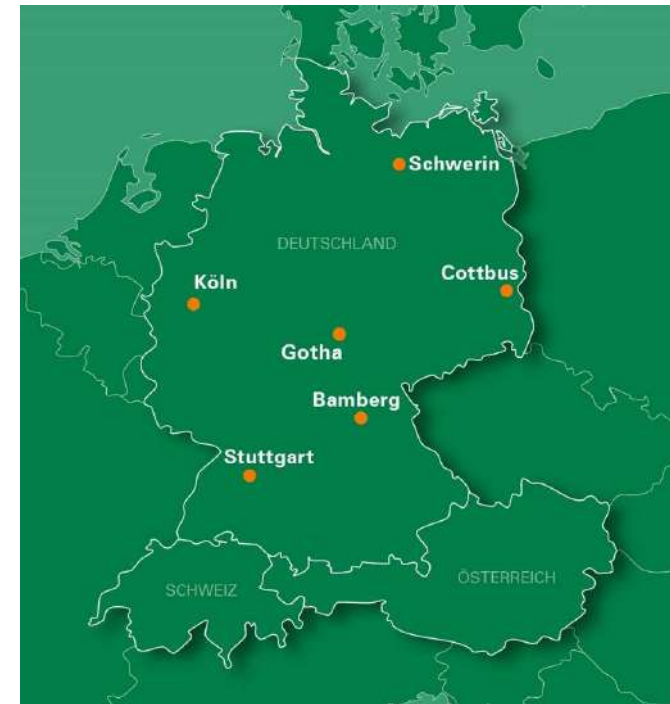 Schwerin
DEUTSCHLAND
Cottbus
Köln
Gotha
Bamberg
Stuttgart
ÖSTERREICH
SCHWEIZ